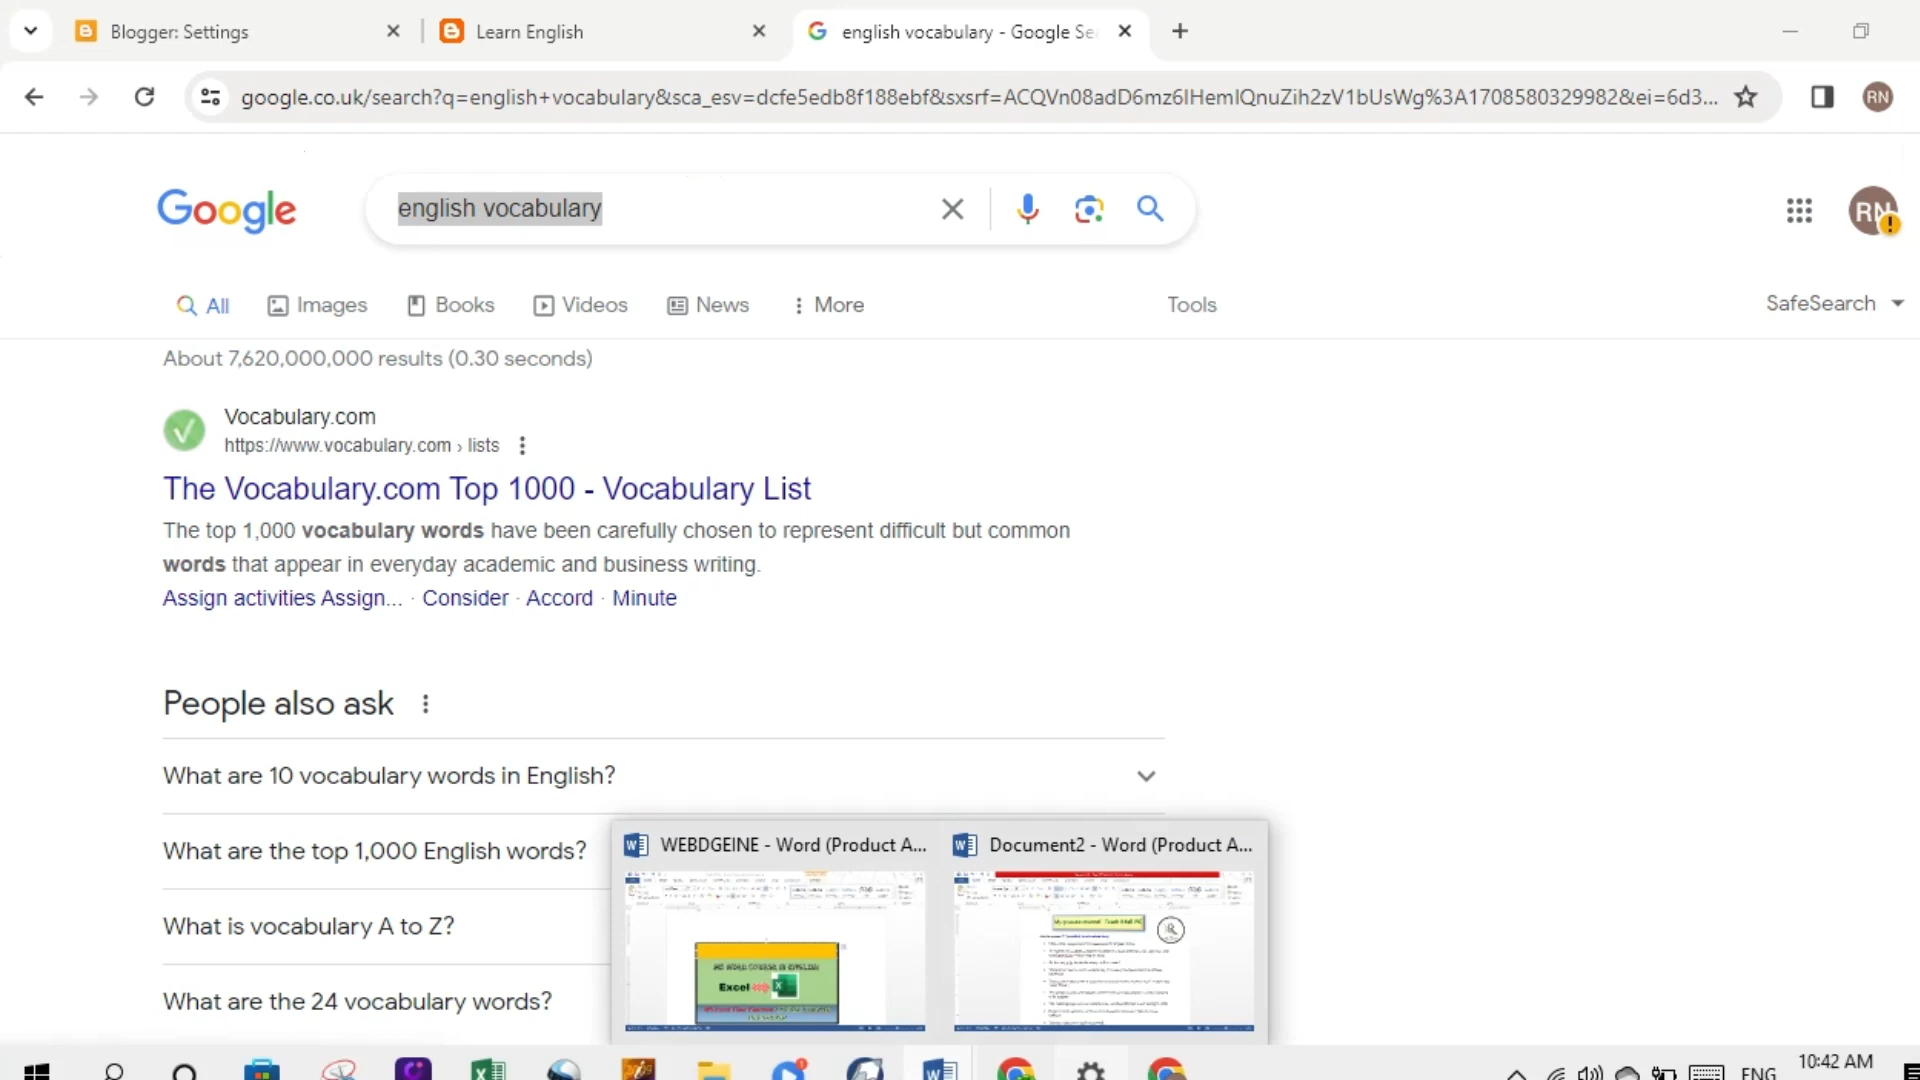 Blogger: Settings
Learn English
english vocabulary - Google Se
google.co.uk/search?q=english+vocabulary&sca_esv=dcfe5edb8f188ebf&sxsrf=ACQVn08adD6mz6IHemIQnuZih2zV1bUsWg%3A1708580329982&ei=6d3...
RN
Google
english vocabulary
RN
All
Images
Books
Videos
News
More
Tools
SafeSearch
About 7,620,000,000 results (0.30 seconds)
Vocabulary.com
https://www.vocabulary.com › lists
The Vocabulary.com Top 1000 - Vocabulary List
The top 1,000 vocabulary words have been carefully chosen to represent difficult but common
words that appear in everyday academic and business writing.
Assign activities Assign... · Consider · Accord · Minute
People also ask
What are 10 vocabulary words in English?
What are the top 1,000 English words?
What is vocabulary A to Z?
What are the 24 vocabulary words?
WEBDGEINE - Word (Product A...
Document2 - Word (Product A...
Excel
10:42 AM
ENG